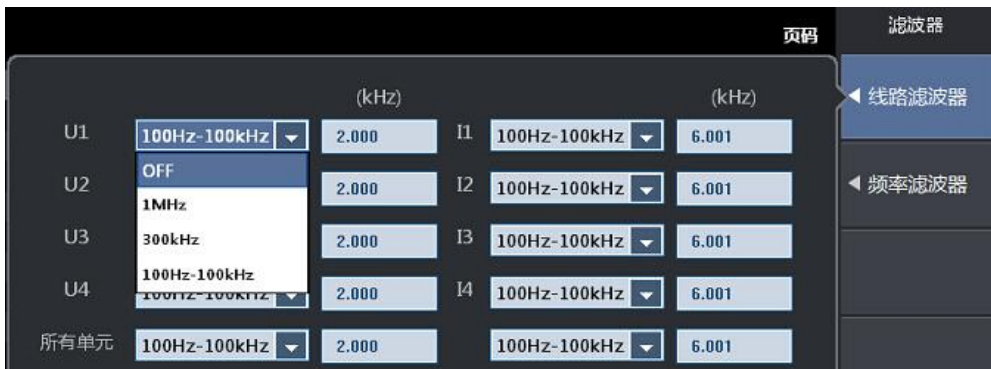 页码
滤波器
(kHz) (kHz)
线路滤波器
U1 100Hz-100kHz 2.000 I1 100Hz-100kHz 6.001
OFF
U2 2.000 I2 100Hz-100kHz 6.001
频率滤波器
1MHz
U3 300kHz 2.000 I3 100Hz-100kHz 6.001
100Hz-100kHz
U4 100Hz-100kHz 2.000 I4 100Hz-100kHz 6.001
所有单元 100Hz-100kHz 2.000 100Hz-100kHz 6.001